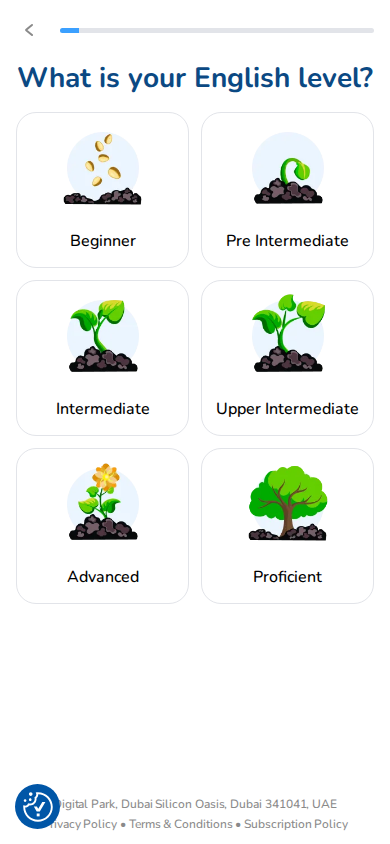 What is your English level?
Beginner
Pre Intermediate
Intermediate
Upper Intermediate
Advanced
Proficient
Park, Dubai Silicon Oasis, Dubai 341041, UAE
Policy • Terms & Conditions • Subscription Policy